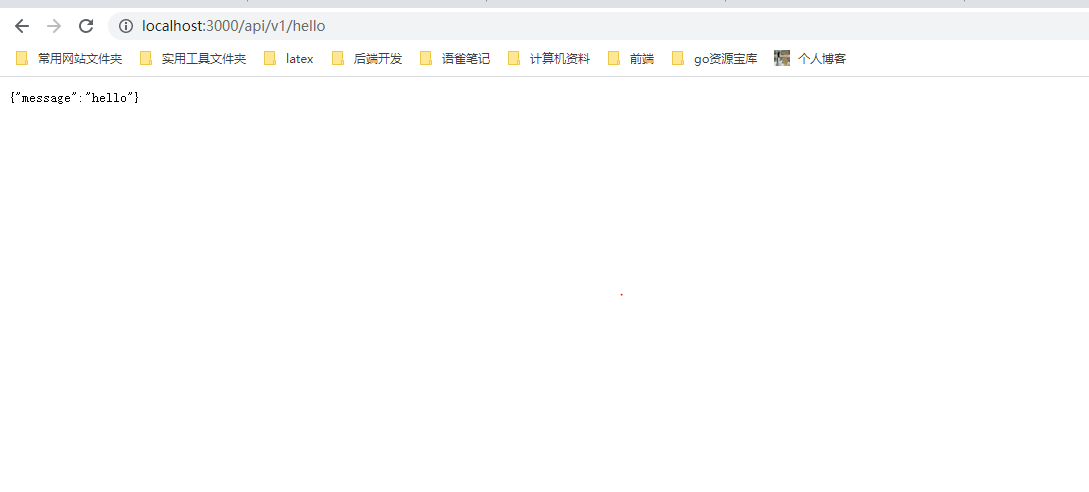 localhost:3000/api/v1/hello
常用网站文件夹 实用工具文件夹 latex 后端开发 语雀笔记 计算机资料 前端 go资源宝库 个人博客
{"message":"hello"}